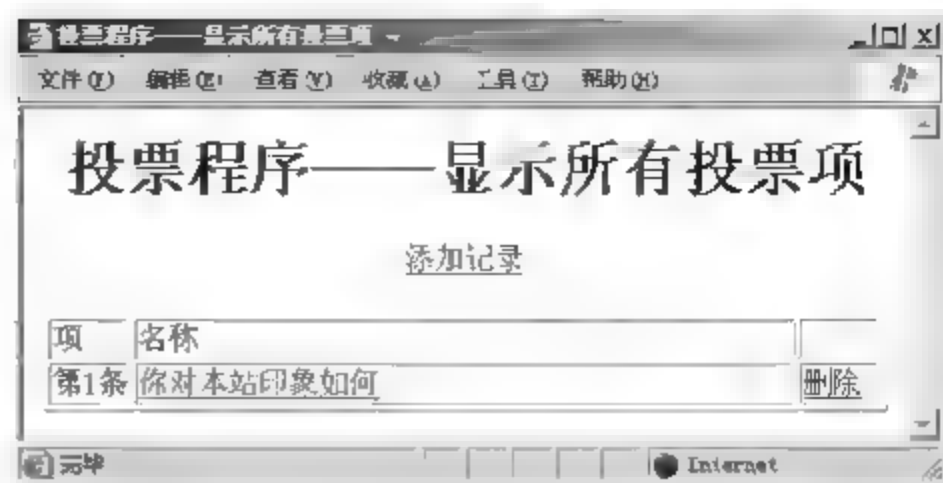 投票程序——显示所有投票项 -
文件(F) 编辑(E) 查看(V) 收藏(A) 工具(T) 帮助(H)
投票程序——显示所有投票项
添加记录
项 名称
第1条 你对本站印象如何 删除
完毕 Internet